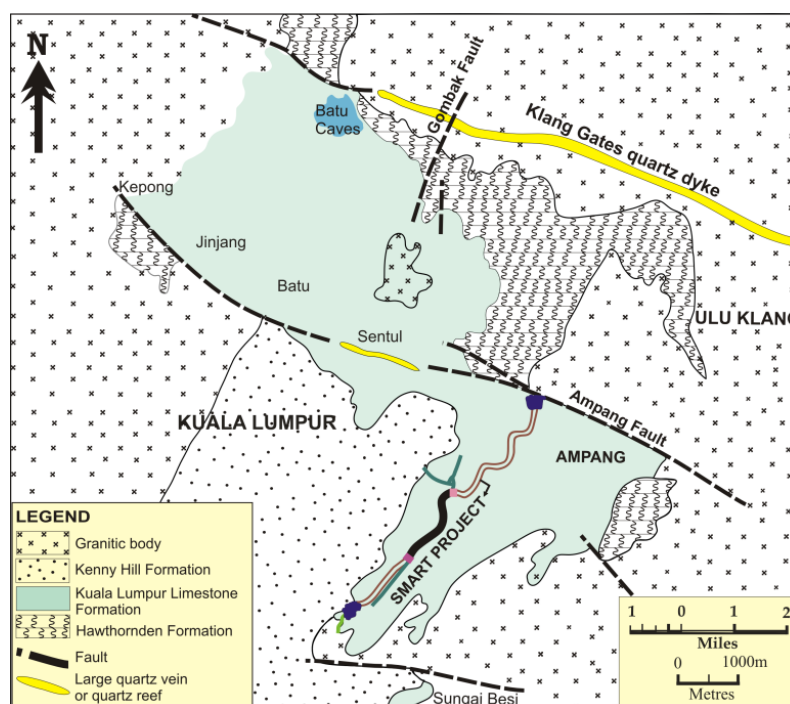 N
Batu
Caves
Gombak Fault
Klang Gates quartz dyke
Kepong
Jinjang
Batu
Sentul
ULU KLANG
KUALA LUMPUR
Ampang Fault
AMPANG
SMART PROJECT
Sungai Besi
LEGEND
Granitic body
Kenny Hill Formation
Kuala Lumpur Limestone
Formation
Hawthornden Formation
Fault
Large quartz vein
or quartz reef
1 0 1 2
Miles
0 1000m
Metres